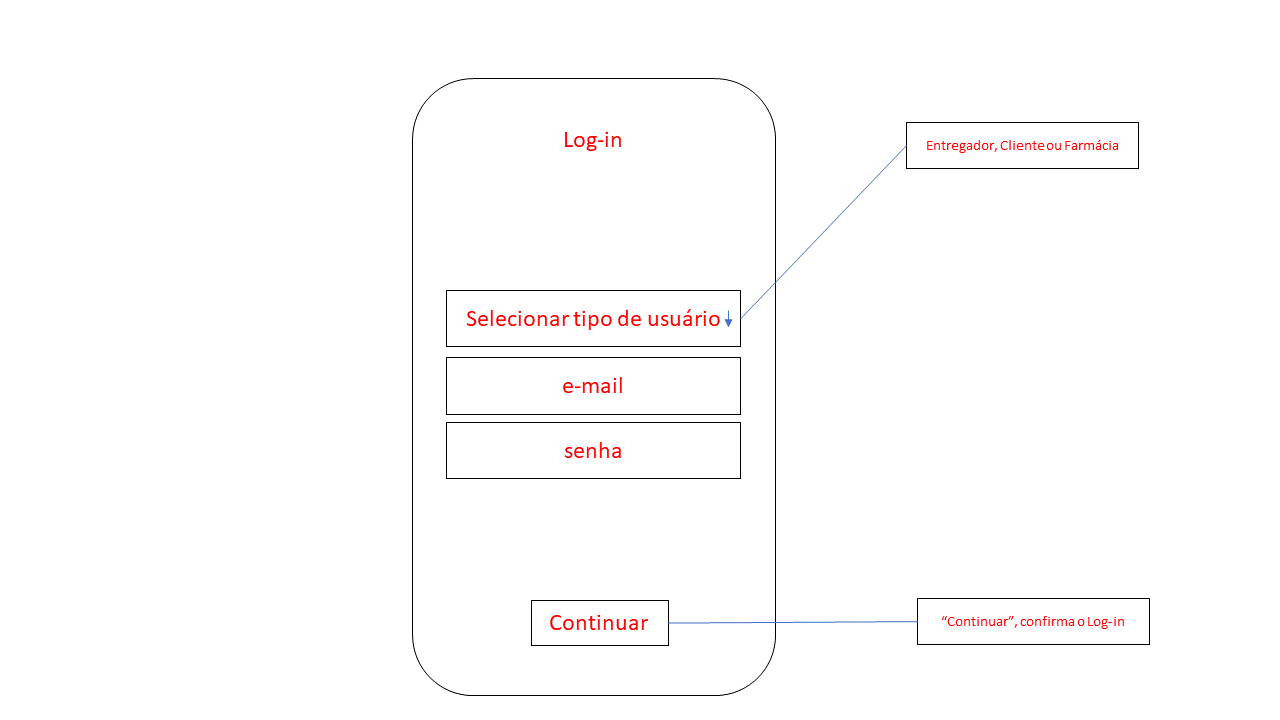 Log-in
Entregador, Cliente ou Farmácia
Selecionar tipo de usuário
e-mail
senha
Continuar
“Continuar”, confirma o Log-in